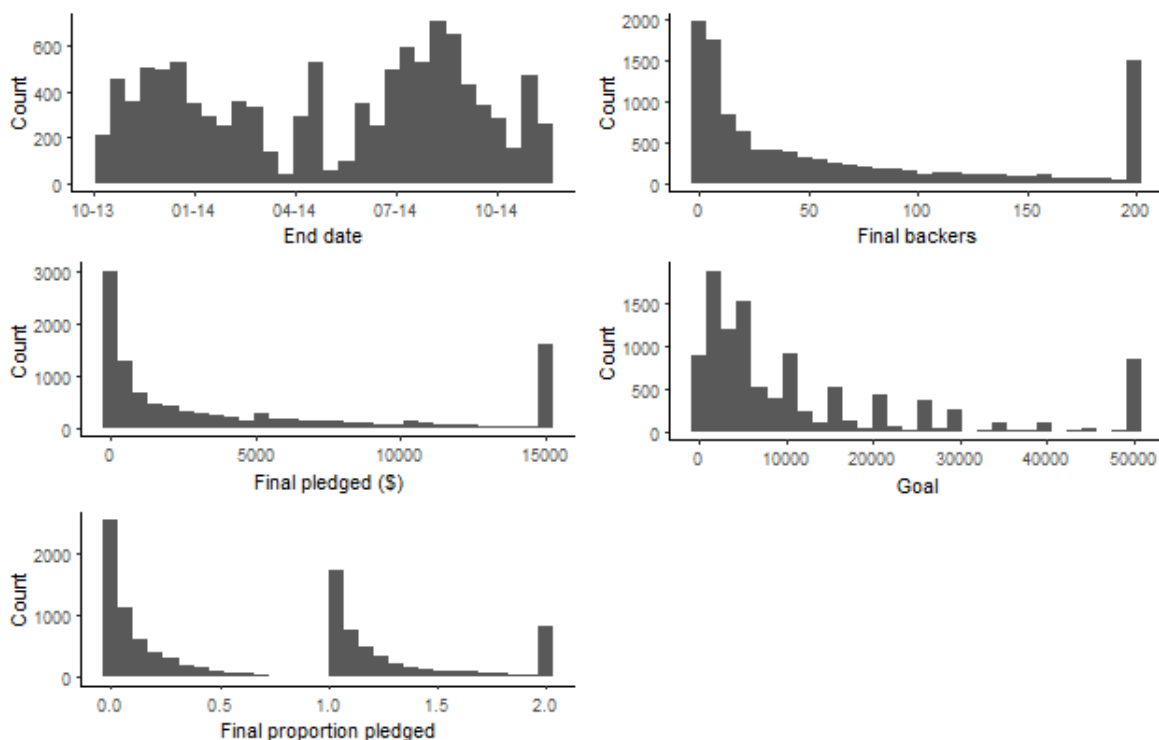 600
400
200
0
Count
10-13 01-14 04-14 07-14 10-14
End date
2000
1500
1000
500
0
Count
0 50 100 150 200
Final backers
3000
2000
1000
0
Count
0 5000 10000 15000
Final pledged ($)
1500
1000
500
0
Count
0 10000 20000 30000 40000 50000
Goal
2000
1000
0
Count
0.0 0.5 1.0 1.5 2.0
Final proportion pledged